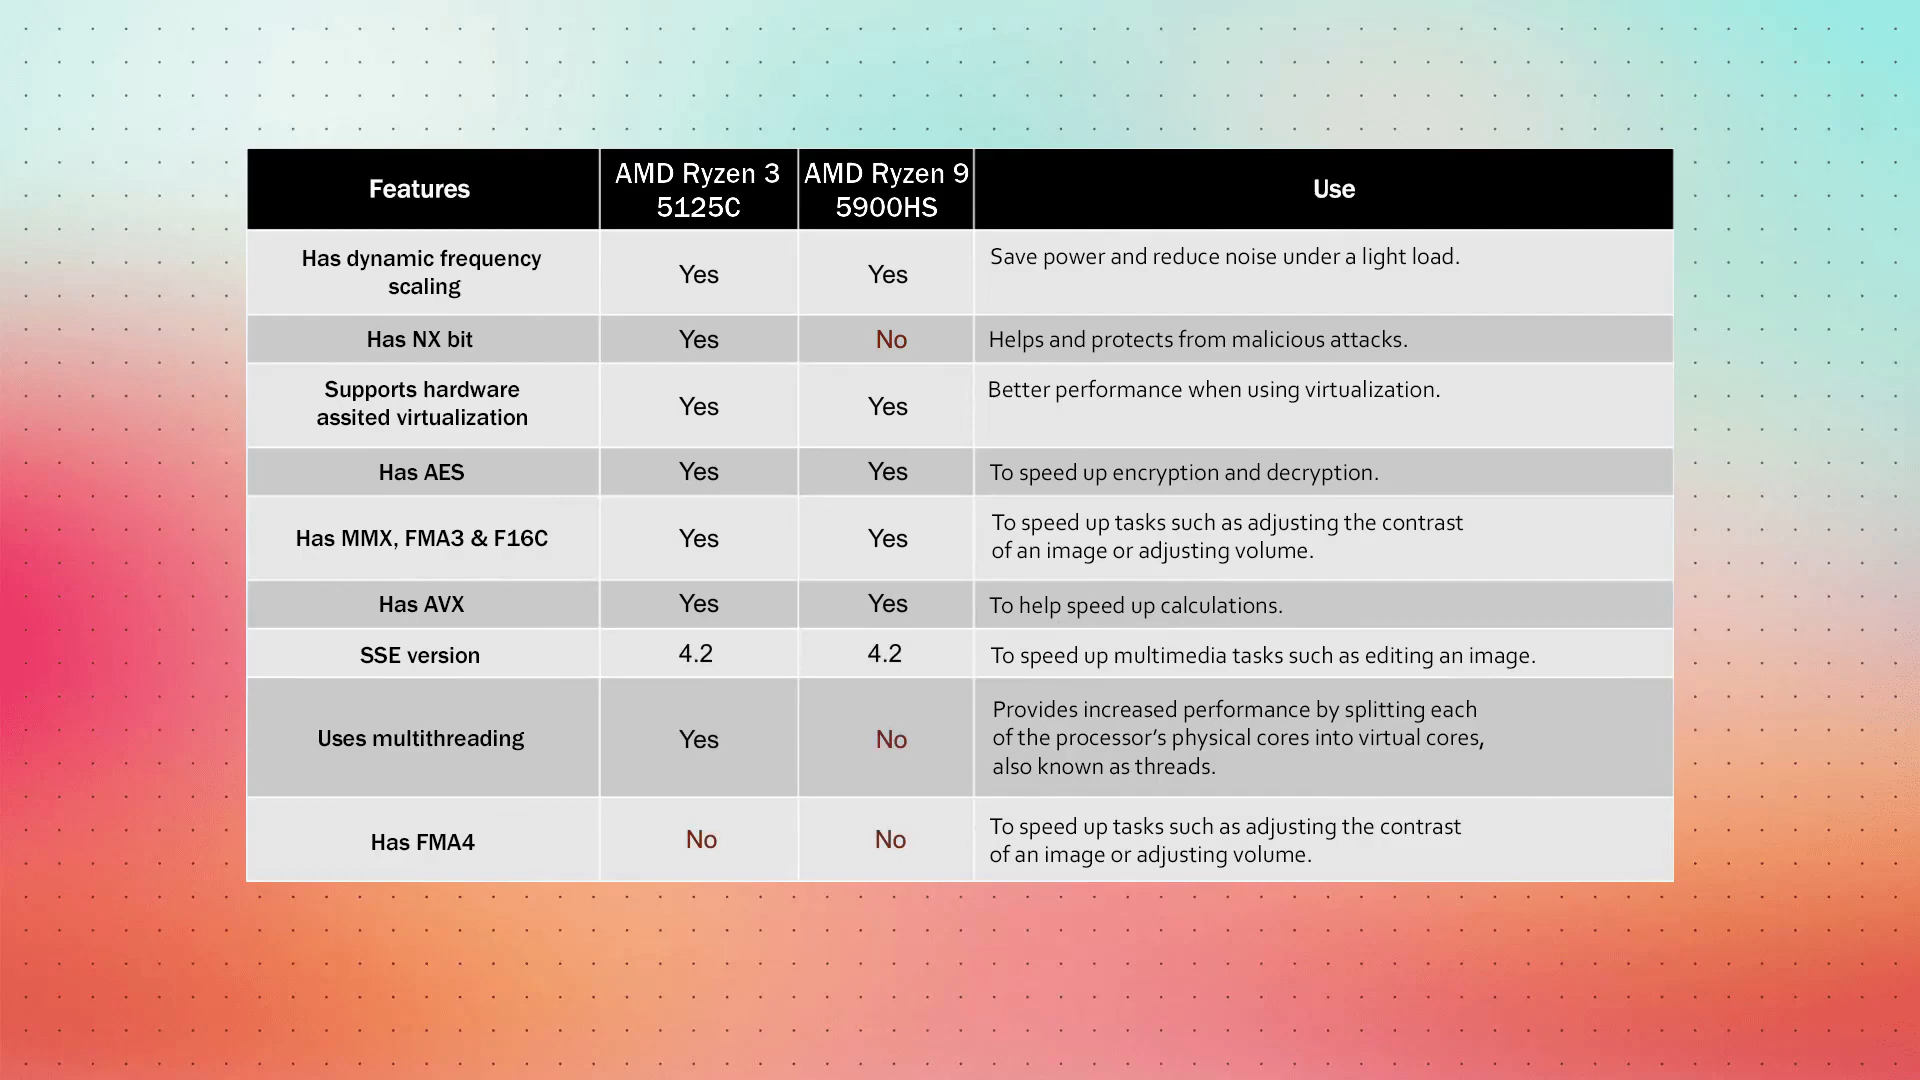 Features
AMD Ryzen 3
5125C
AMD Ryzen 9
5900HS
Use
Has dynamic frequency
scaling
Yes
Yes
Save power and reduce noise under a light load.
Has NX bit
Yes
No
Helps and protects from malicious attacks.
Supports hardware
assited virtualization
Yes
Yes
Better performance when using virtualization.
Has AES
Yes
Yes
To speed up encryption and decryption.
Has MMX, FMA3 & F16C
Yes
Yes
To speed up tasks such as adjusting the contrast
of an image or adjusting volume.
Has AVX
Yes
Yes
To help speed up calculations.
SSE version
4.2
4.2
To speed up multimedia tasks such as editing an image.
Uses multithreading
Yes
No
Provides increased performance by splitting each
of the processor's physical cores into virtual cores,
also known as threads.
Has FMA4
No
No
To speed up tasks such as adjusting the contrast
of an image or adjusting volume.